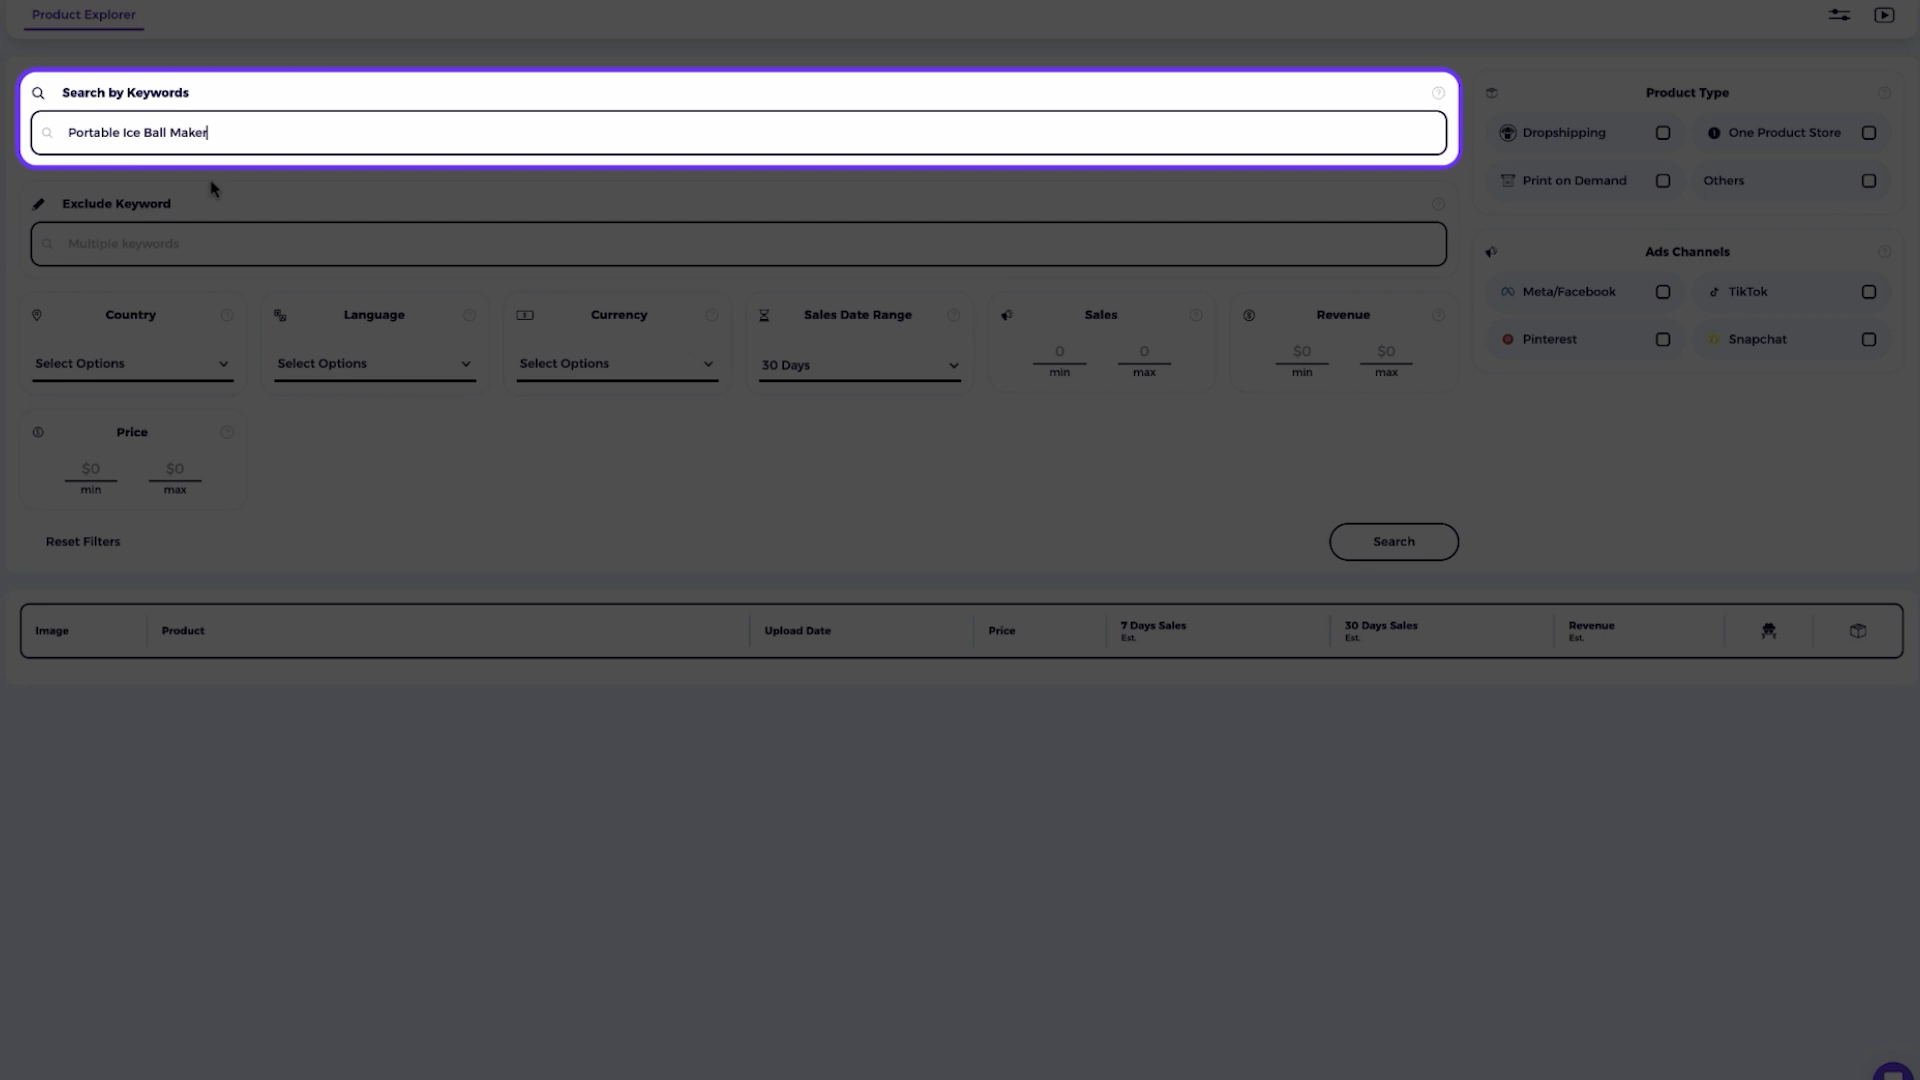 Product Explorer
Search by Keywords
Portable Ice Ball Maker
Product Type
Dropshipping
One Product Store
Print on Demand
Others
Exclude Keyword
Multiple keywords
Ads Channels
Meta/Facebook
TikTok
Pinterest
Snapchat
Country
Select Options
Language
Select Options
Currency
Select Options
Sales Date Range
30 Days
Sales
0 0
min max
Revenue
$0 $0
min max
Price
$0 $0
min max
Reset Filters
Search
Image
Product
Upload Date
Price
7 Days Sales
Est.
30 Days Sales
Est.
Revenue
Est.